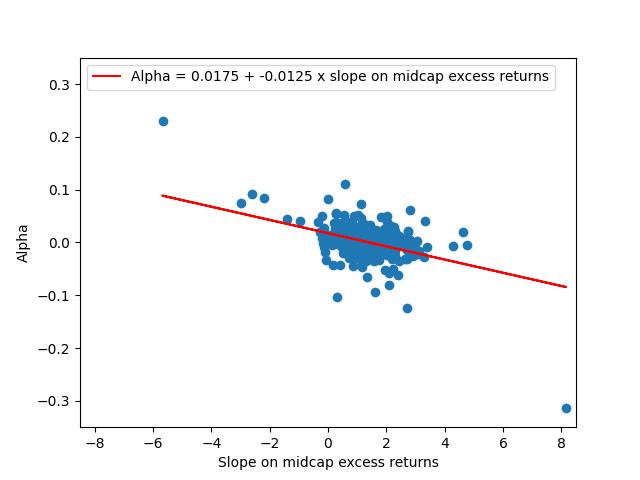 Alpha = 0.0175 + -0.0125 x slope on midcap excess returns
0.3
0.2
0.1
0.0
−0.1
−0.2
−0.3
Alpha
−8 −6 −4 −2 0 2 4 6 8
Slope on midcap excess returns